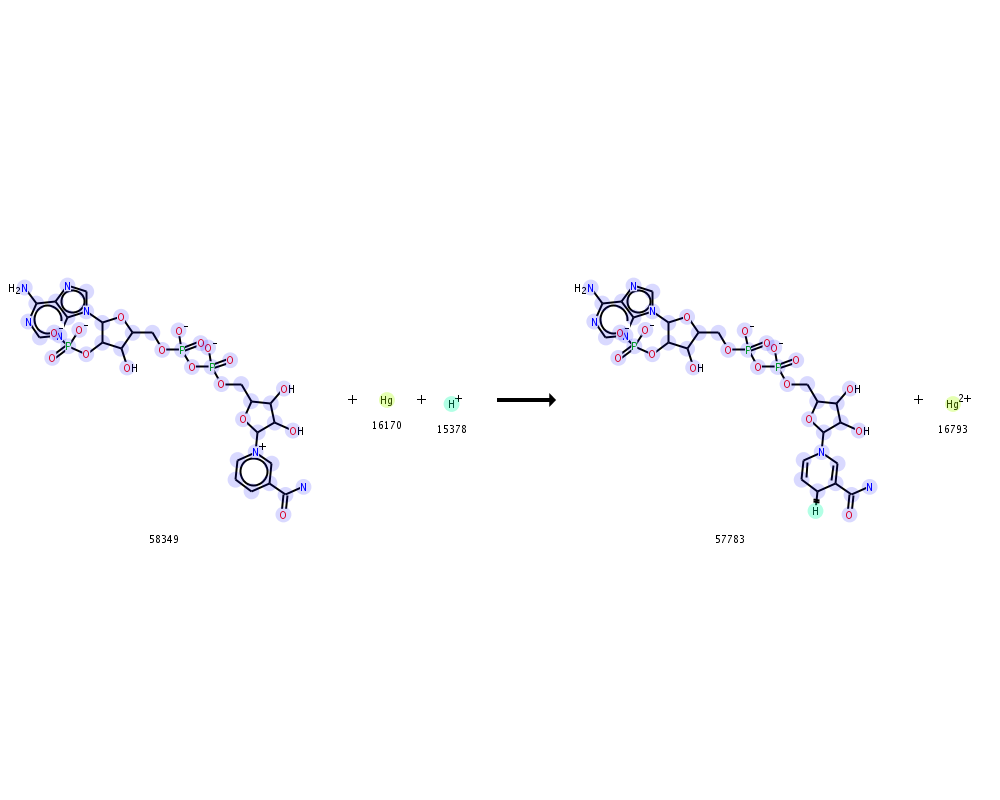 H₂N N N N N O P O⁻ O⁻ O O OH O O⁻ P O O O⁻ P O O OH O OH N⁺ N O
58349
+ Hg
16170
+ H⁺
15378
H₂N N N N N O P O⁻ O⁻ O O OH O O⁻ P O O O⁻ P O O OH O OH N N O H
57783
+ Hg²⁺
16793